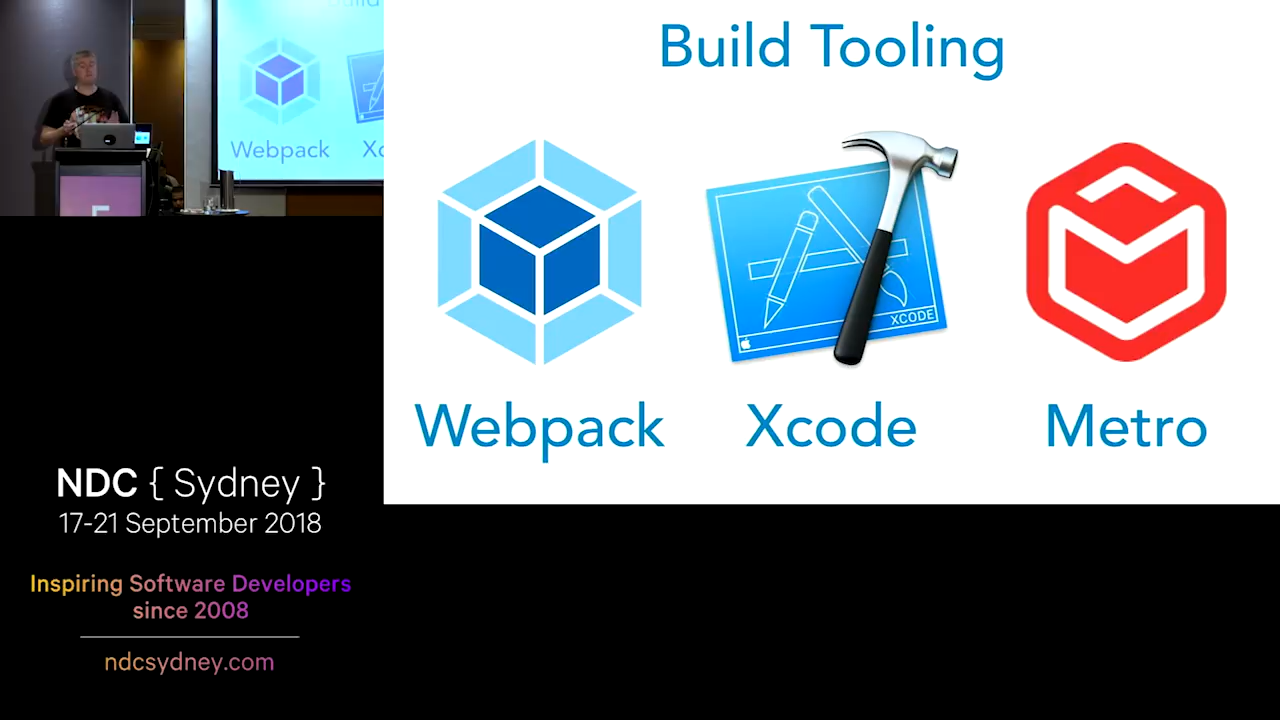 Build Tooling
XCODE
Webpack Xcode Metro
Webpack Xc
NDC { Sydney }
17-21 September 2018
Inspiring Software Developers
since 2008
ndcsydney.com